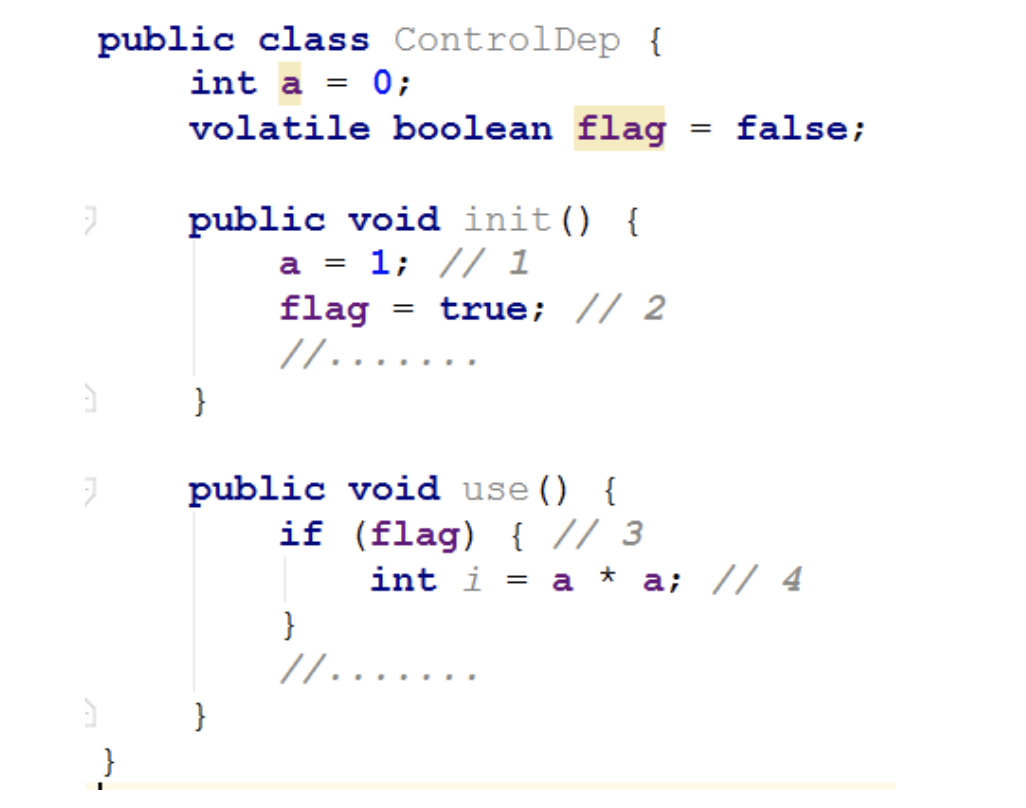 public class ControlDep {
int a = 0;
volatile boolean flag = false;
public void init() {
a = 1; // 1
flag = true; // 2
//.......
}
public void use() {
if (flag) { // 3
int i = a * a; // 4
}
//.......
}
}